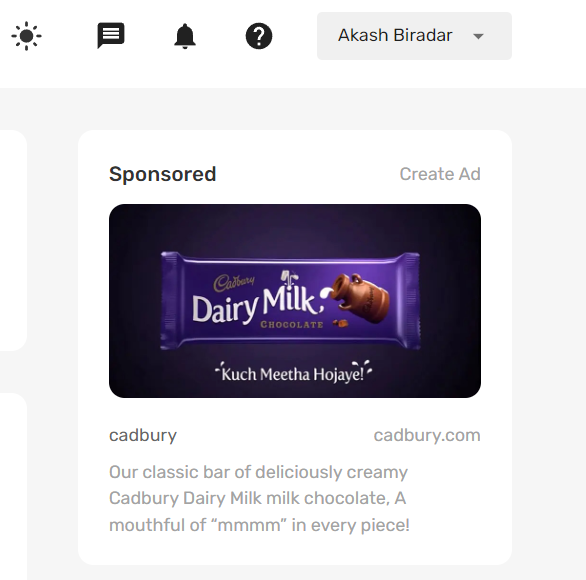 Akash Biradar
Sponsored
Create Ad
Cadbury
Dairy Milk
CHOCOLATE
Kuch Meetha Hojaye!
cadbury
cadbury.com
Our classic bar of deliciously creamy
Cadbury Dairy Milk milk chocolate, A
mouthful of “mmmm” in every piece!